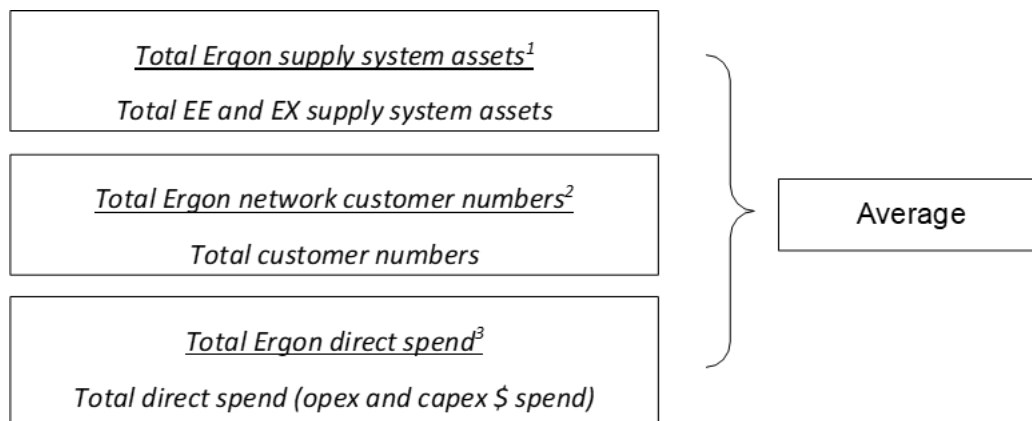 Total Ergon supply system assets¹
Total EE and EX supply system assets
Total Ergon network customer numbers²
Total customer numbers
Average
Total Ergon direct spend³
Total direct spend (opex and capex $ spend)